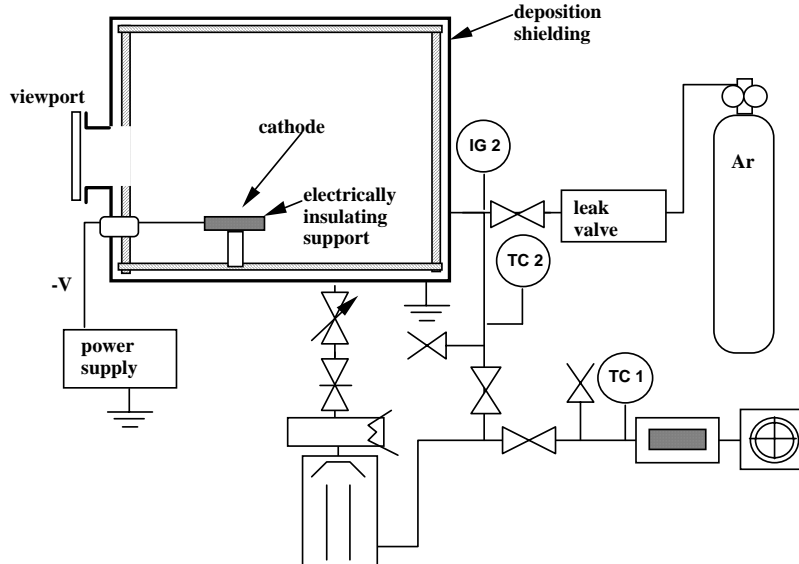 deposition
shielding
viewport
cathode
IG 2
Ar
electrically
insulating
support
leak
valve
TC 2
-V
power
supply
TC 1